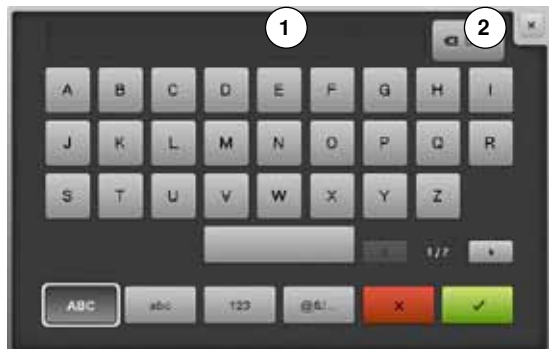 1 2 ×
A B C D E F G H I
J K L M N O P Q R
S T U V W X Y Z
1/7
ABC abc 123 @&!... × ✓